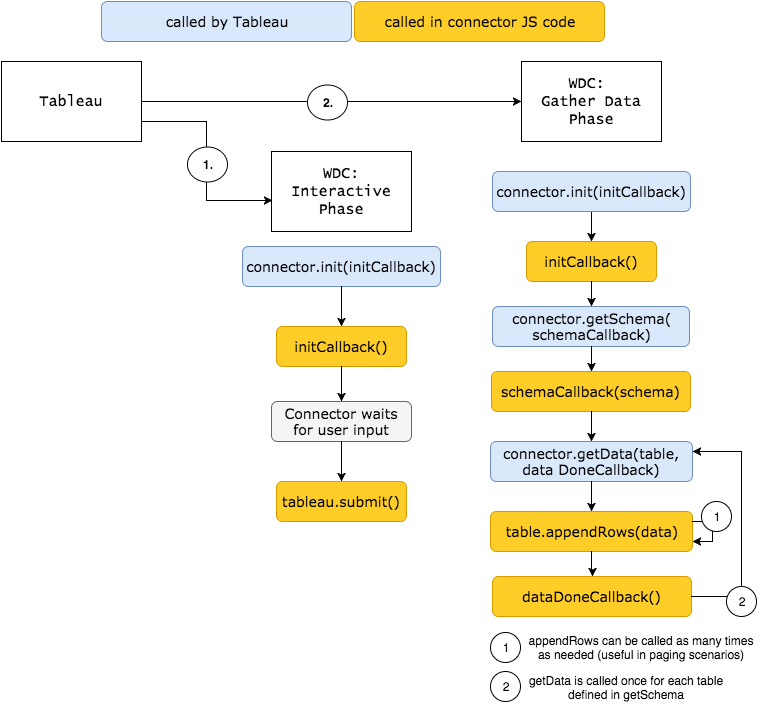 called by Tableau
called in connector JS code
Tableau
2.
WDC:
Gather Data
Phase
1.
WDC:
Interactive
Phase
connector.init(initCallback)
initCallback()
Connector waits
for user input
tableau.submit()
connector.init(initCallback)
initCallback()
connector.getSchema(
schemaCallback)
schemaCallback(schema)
connector.getData(table,
data DoneCallback)
table.appendRows(data)
1
dataDoneCallback()
2
1
appendRows can be called as many times
as needed (useful in paging scenarios)
2
getData is called once for each table
defined in getSchema